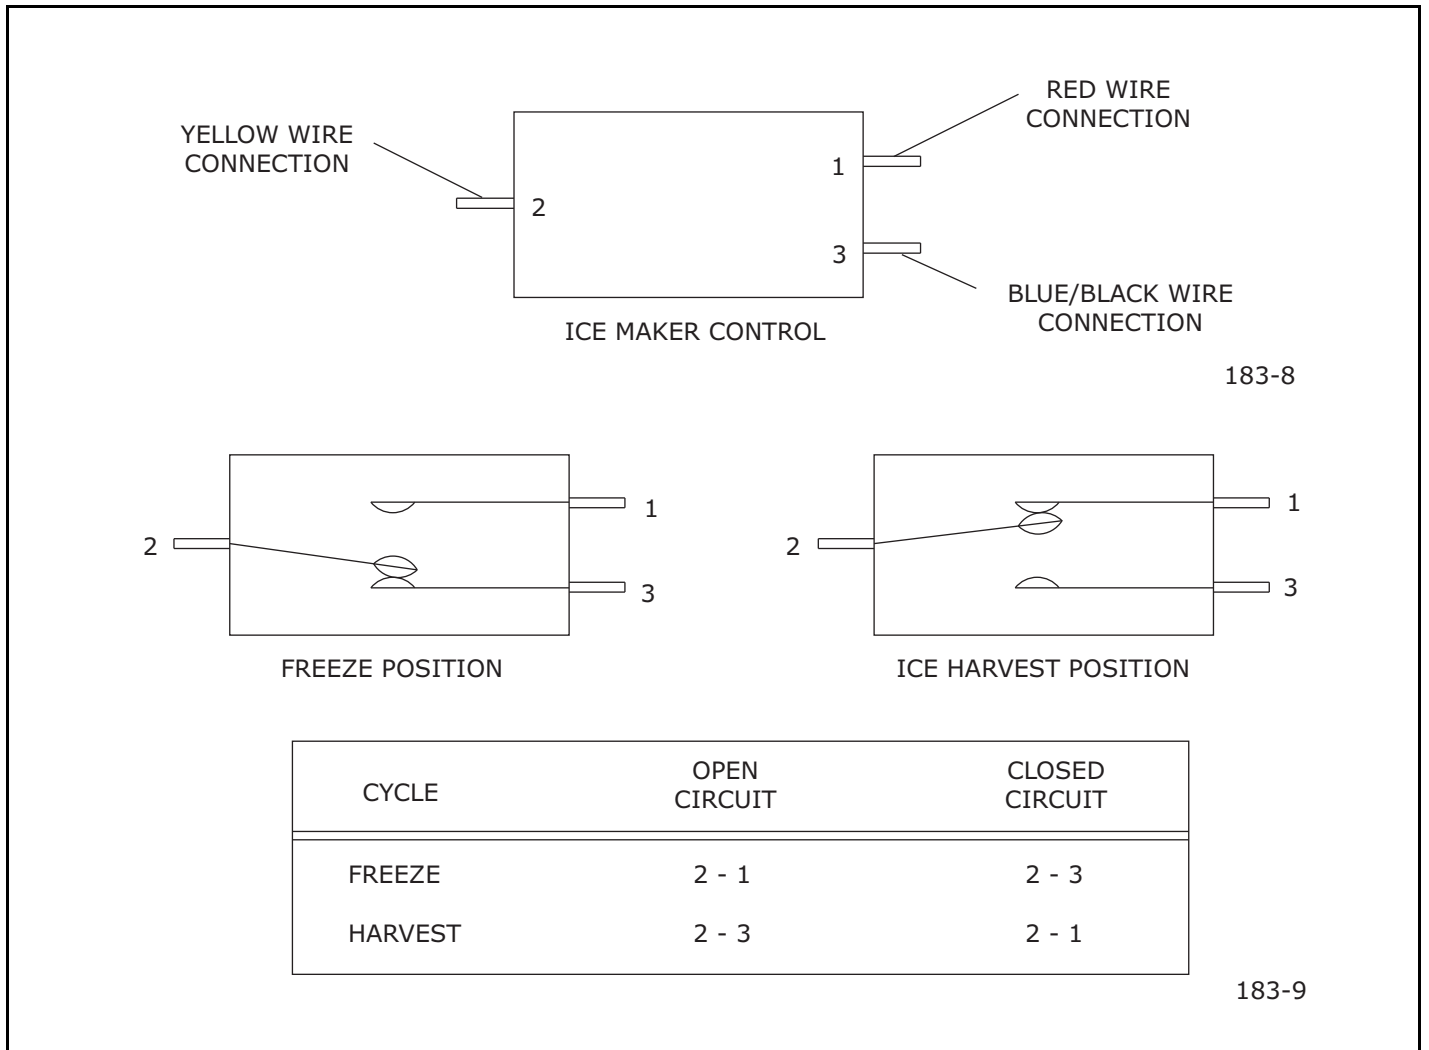 RED WIRE
CONNECTION
YELLOW WIRE
CONNECTION
1
2
3
BLUE/BLACK WIRE
CONNECTION
ICE MAKER CONTROL
183-8
2
1
3
FREEZE POSITION
2
1
3
ICE HARVEST POSITION
CYCLE
OPEN
CIRCUIT
CLOSED
CIRCUIT
FREEZE 2 - 1 2 - 3
HARVEST 2 - 3 2 - 1
183-9